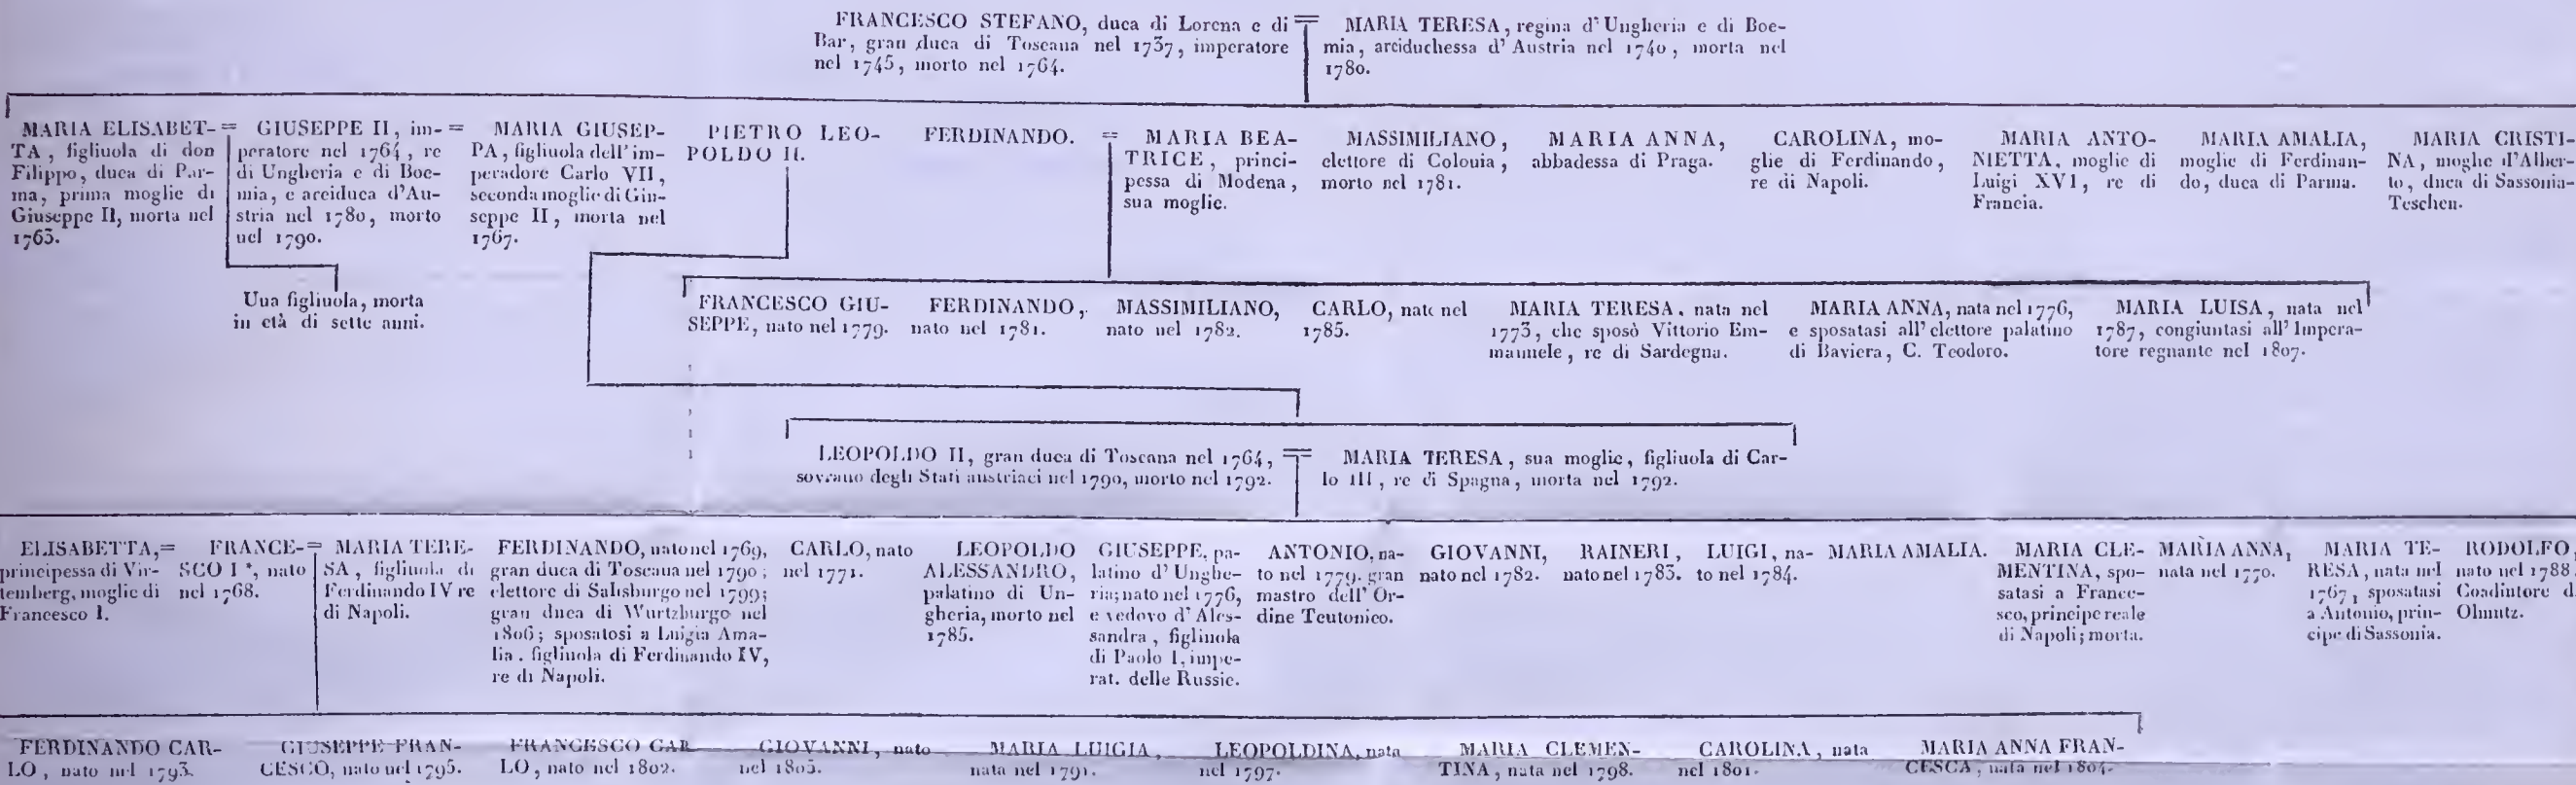 FRANCESCO STEFANO, duca di Lorena e di
Bar, gran duca di Toscana nel 1737, imperatore
nel 1745, morto nel 1764.
MARIA TERESA, regina d'Ungheria e di Boe-
mia, arciduchessa d'Austria nel 1740, morta nel
1780.
MARIA ELISABET-
TA, figliuola di don
Filippo, duca di Par-
ma, prima moglie di
Giuseppe II, morta nel
1763.
GIUSEPPE II, im-
peratore nel 1764, re
di Ungheria e di Boe-
mia, e arciduca d'Au-
stria nel 1780, morto
nel 1790.
MARIA GIUSEP-
PA, figliuola dell'im-
peradore Carlo VII,
seconda moglie di Giu-
seppe II, morta nel
1767.
PIETRO LEO-
POLDO II.
FERDINANDO.
MARIA BEA-
TRICE, princi-
pessa di Modena,
sua moglie.
MASSIMILIANO,
elettore di Colonia,
morto nel 1781.
MARIA ANNA,
abbadessa di Praga.
CAROLINA, mo-
glie di Ferdinando,
re di Napoli.
MARIA ANTO-
NIETTA, moglie di
Luigi XVI, re di
Francia.
MARIA AMALIA,
moglie di Ferdinan-
do, duca di Parma.
MARIA CRISTI-
NA, moglie d'Alber-
to, duca di Sassonia-
Teschen.
Una figliuola, morta
in età di sette anni.
FRANCESCO GIU-
SEPPE, nato nel 1779.
FERDINANDO,
nato nel 1781.
MASSIMILIANO,
nato nel 1782.
CARLO, nato nel
1785.
MARIA TERESA, nata nel
1773, che sposò Vittorio Em-
manuele, re di Sardegna.
MARIA ANNA, nata nel 1776,
e sposatasi all'elettore palatino
di Baviera, C. Teodoro.
MARIA LUISA, nata nel
1787, congiuntasi all'Impera-
tore regnante nel 1807.
LEOPOLDO II, gran duca di Toscana nel 1764,
sovrano degli Stati austriaci nel 1790, morto nel 1792.
MARIA TERESA, sua moglie, figliuola di Car-
lo III, re di Spagna, morta nel 1792.
ELISABETTA,
principessa di Vir-
temberg, moglie di
Francesco I.
FRANCE-
SCO I *, nato
nel 1768.
MARIA TERE-
SA, figliuola di
Ferdinando IV re
di Napoli.
FERDINANDO, nato nel 1769,
gran duca di Toscana nel 1790;
elettore di Salisburgo nel 1799;
gran duca di Wurtzburgo nel
1806; sposatosi a Luigia Ama-
lia, figliuola di Ferdinando IV,
re di Napoli.
CARLO, nato
nel 1771.
LEOPOLDO
ALESSANDRO,
palatino di Un-
gheria, morto nel
1785.
GIUSEPPE, pa-
latino d'Unghe-
ria; nato nel 1776,
e vedovo d'Ales-
sandra, figliuola
di Paolo I, impe-
rat. delle Russie.
ANTONIO, na-
to nel 1779. gran
mastro dell'Or-
dine Teutonico.
GIOVANNI,
nato nel 1782.
RAINERI,
nato nel 1783.
LUIGI, na-
to nel 1784.
MARIA AMALIA.
MARIA CLE-
MENTINA, spo-
satasi a France-
sco, principe reale
di Napoli; morta.
MARIA ANNA,
nata nel 1770.
MARIA TE-
RESA, nata nel
1767, sposatasi
a Antonio, prin-
cipe di Sassonia.
RODOLFO,
nato nel 1788
Coadiutore d.
Olmutz.
FERDINANDO CAR-
LO, nato nel 1793.
GIUSEPPE FRAN-
CESCO, nato nel 1795.
FRANCESCO CAR
LO, nato nel 1802.
GIOVANNI, nato
nel 1805.
MARIA LUIGIA,
nata nel 1791.
LEOPOLDINA, nata
nel 1797.
MARIA CLEMEN-
TINA, nata nel 1798.
CAROLINA, nata
nel 1801.
MARIA ANNA FRAN-
CESCA, nata nel 1804.